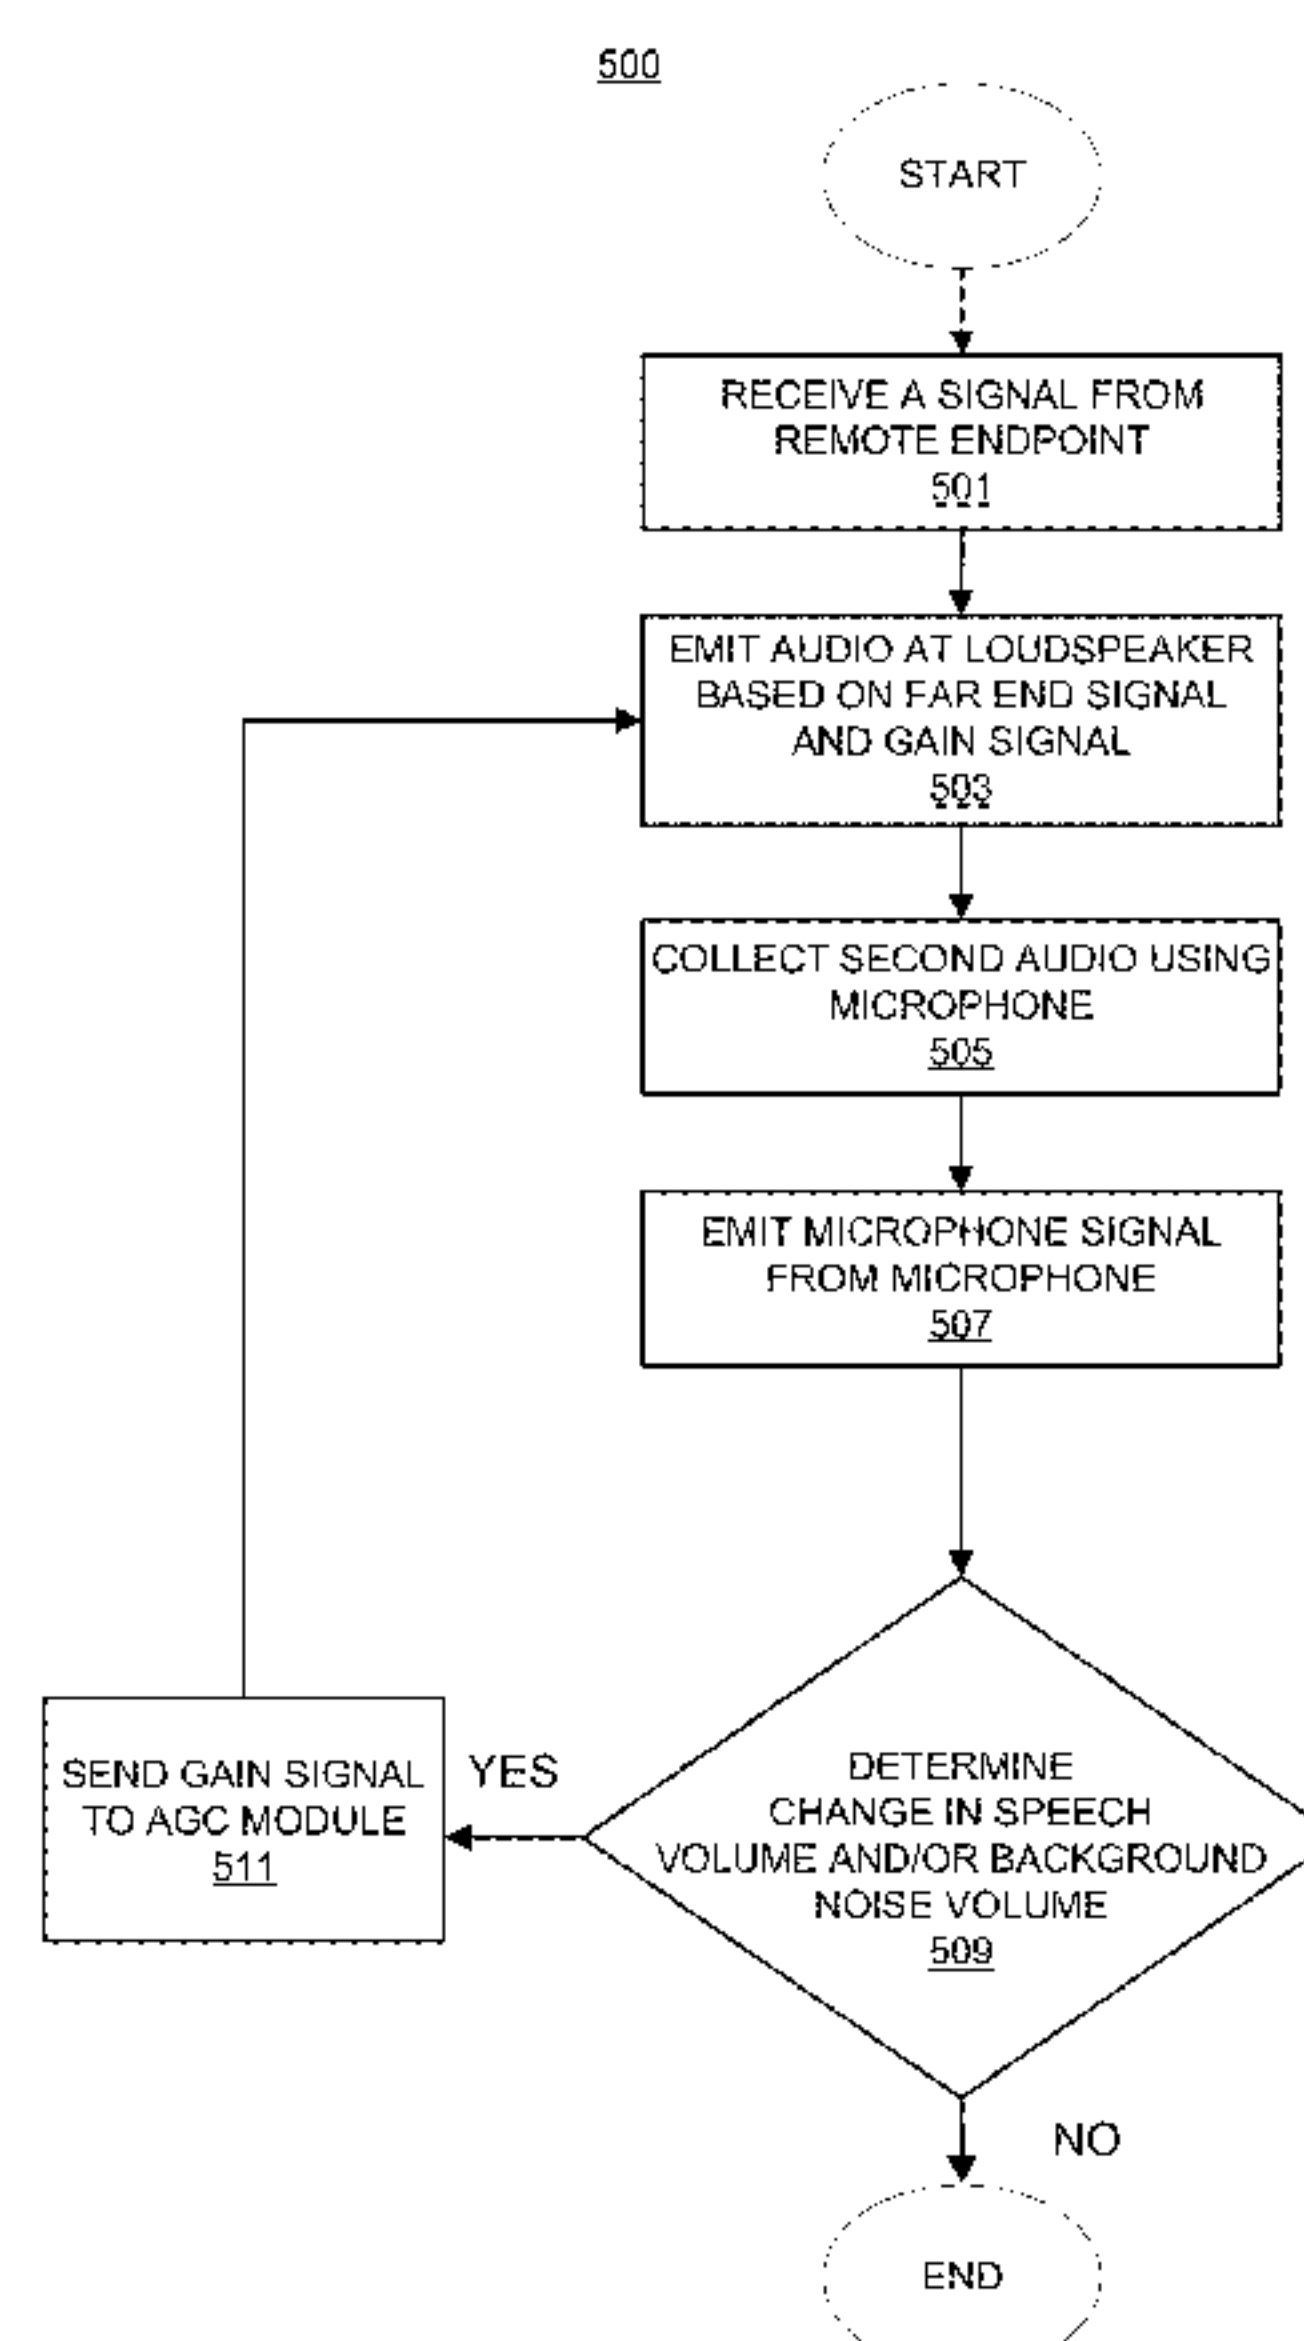 500
START
RECEIVE A SIGNAL FROM
REMOTE ENDPOINT
501
EMIT AUDIO AT LOUDSPEAKER
BASED ON FAR END SIGNAL
AND GAIN SIGNAL
503
COLLECT SECOND AUDIO USING
MICROPHONE
505
EMIT MICROPHONE SIGNAL
FROM MICROPHONE
507
DETERMINE
CHANGE IN SPEECH
VOLUME AND/OR BACKGROUND
NOISE VOLUME
509
YES
SEND GAIN SIGNAL
TO AGC MODULE
511
NO
END